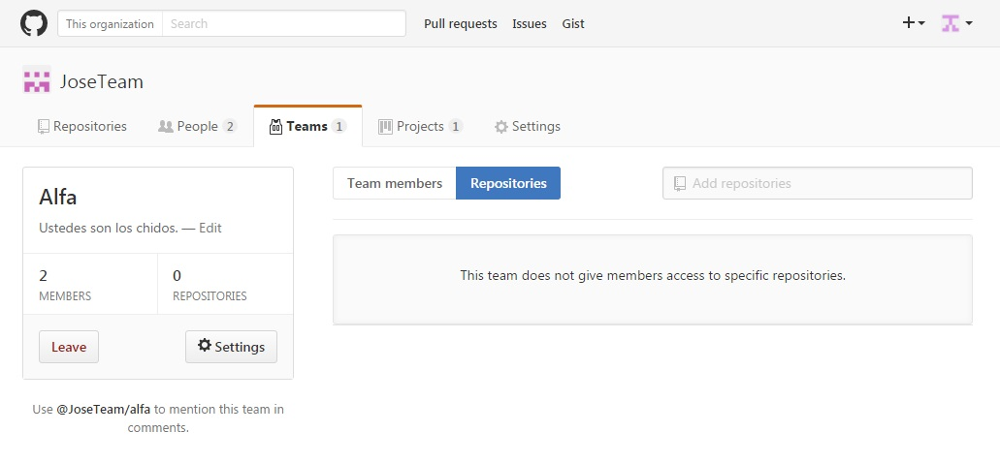 This organization Search Pull requests Issues Gist
JoseTeam
Repositories People 2 Teams 1 Projects 1 Settings
Alfa
Ustedes son los chidos. — Edit
2 0
MEMBERS REPOSITORIES
Leave Settings
Use @JoseTeam/alfa to mention this team in
comments.
Team members Repositories Add repositories
This team does not give members access to specific repositories.